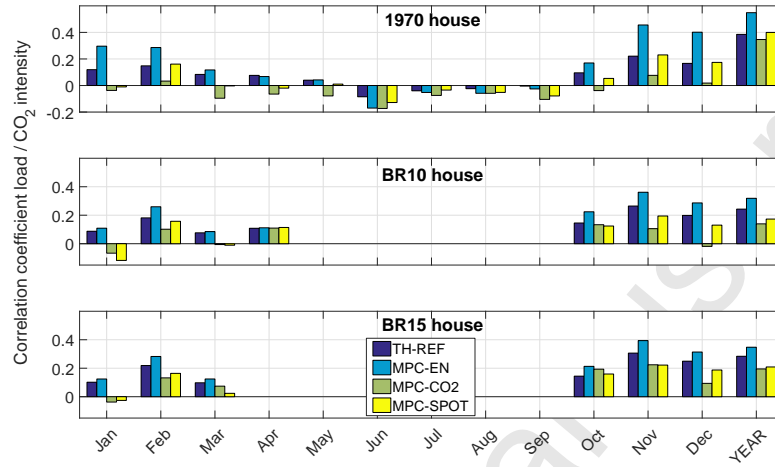 1970 house
0.4
0.2
0
-0.2
BR10 house
0.4
0.2
0
BR15 house
0.4
0.2
0
TH-REF
MPC-EN
MPC-CO2
MPC-SPOT
Jan Feb Mar Apr May Jun Jul Aug Sep Oct Nov Dec YEAR
Correlation coefficient load / CO2 intensity